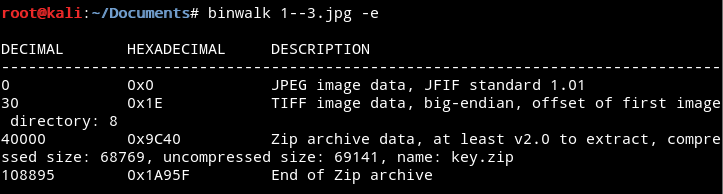 root@kali:~/Documents# binwalk 1--3.jpg -e
DECIMAL HEXADECIMAL DESCRIPTION
--------------------------------------------------------------------------------
0 0x0 JPEG image data, JFIF standard 1.01
30 0x1E TIFF image data, big-endian, offset of first image
directory: 8
40000 0x9C40 Zip archive data, at least v2.0 to extract, compre
ssed size: 68769, uncompressed size: 69141, name: key.zip
108895 0x1A95F End of Zip archive